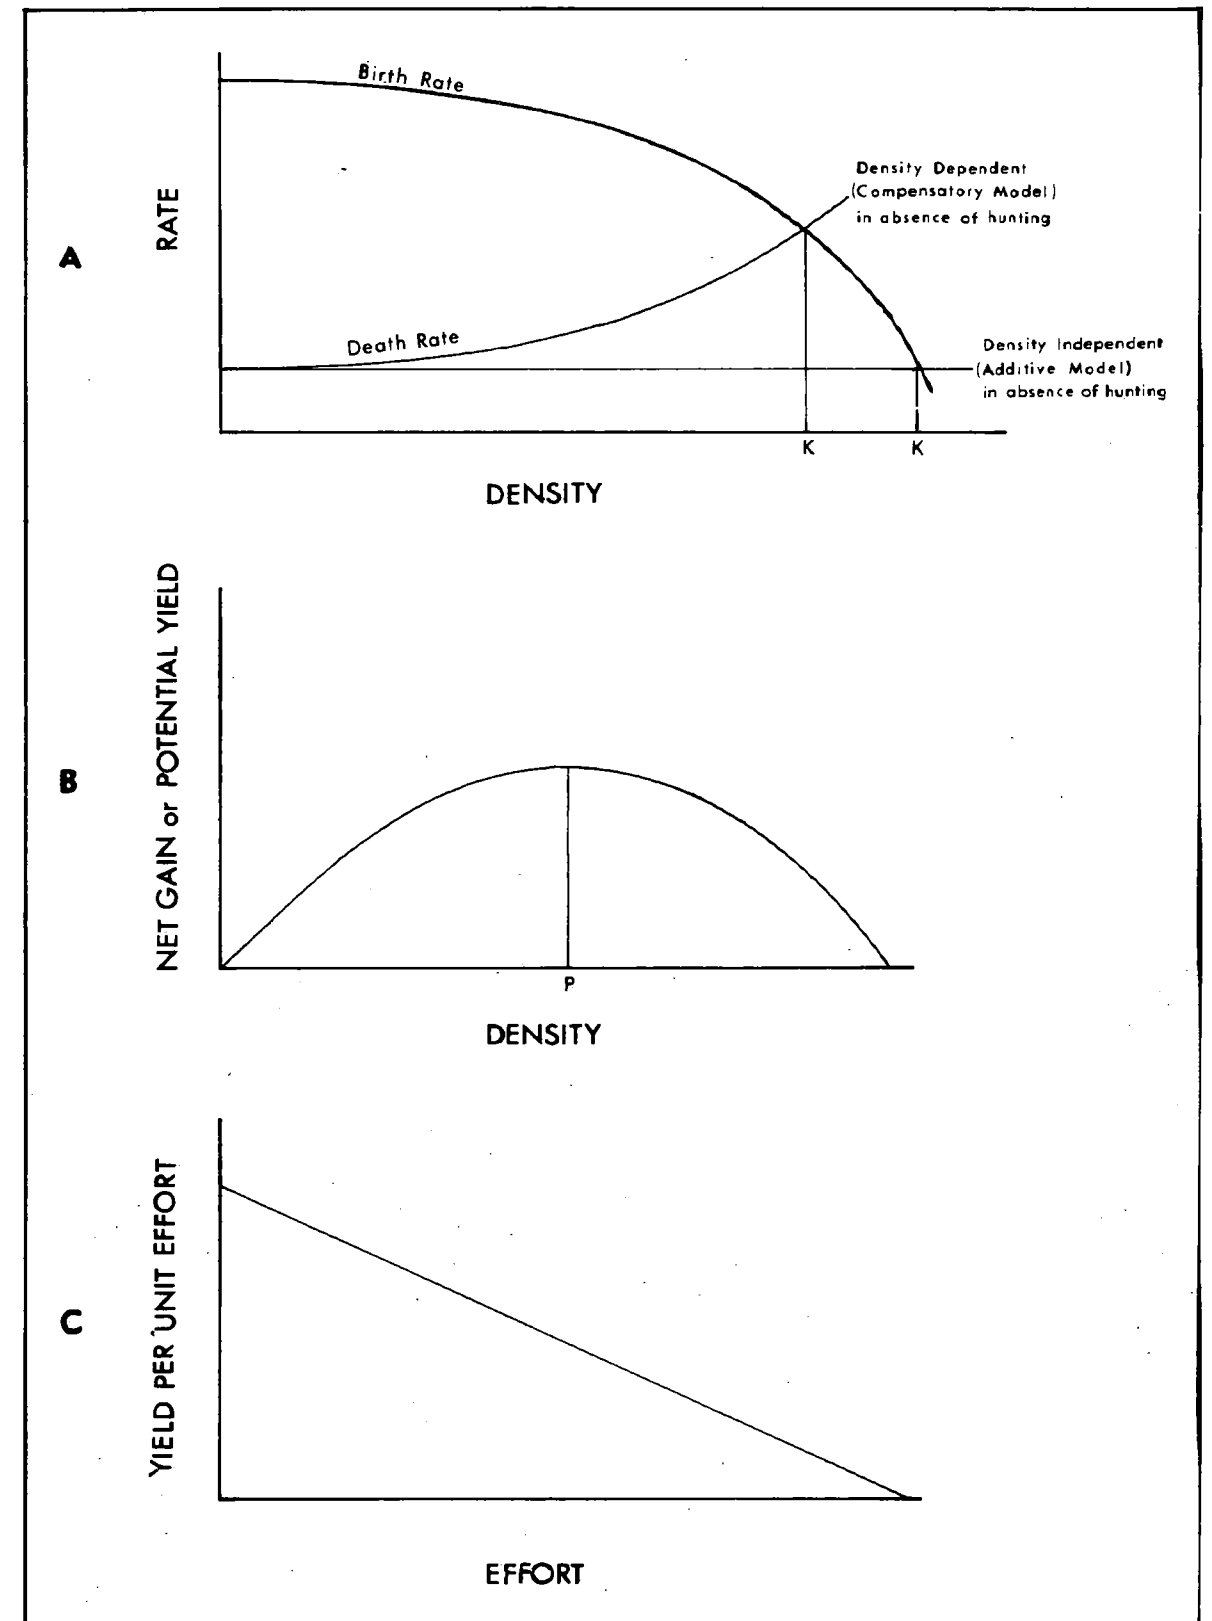 A
RATE
Birth Rate
Density Dependent
(Compensatory Model)
in absence of hunting
Death Rate
Density Independent
(Additive Model)
in absence of hunting
K
K
DENSITY
B
NET GAIN or POTENTIAL YIELD
P
DENSITY
C
YIELD PER UNIT EFFORT
EFFORT